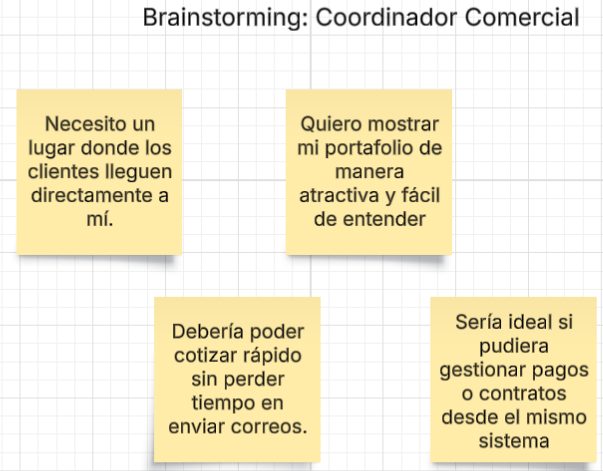 Brainstorming: Coordinador Comercial
Necesito un
lugar donde los
clientes lleguen
directamente a
mí.
Quiero mostrar
mi portafolio de
manera
atractiva y fácil
de entender
Debería poder
cotizar rápido
sin perder
tiempo en
enviar correos.
Sería ideal si
pudiera
gestionar pagos
o contratos
desde el mismo
sistema